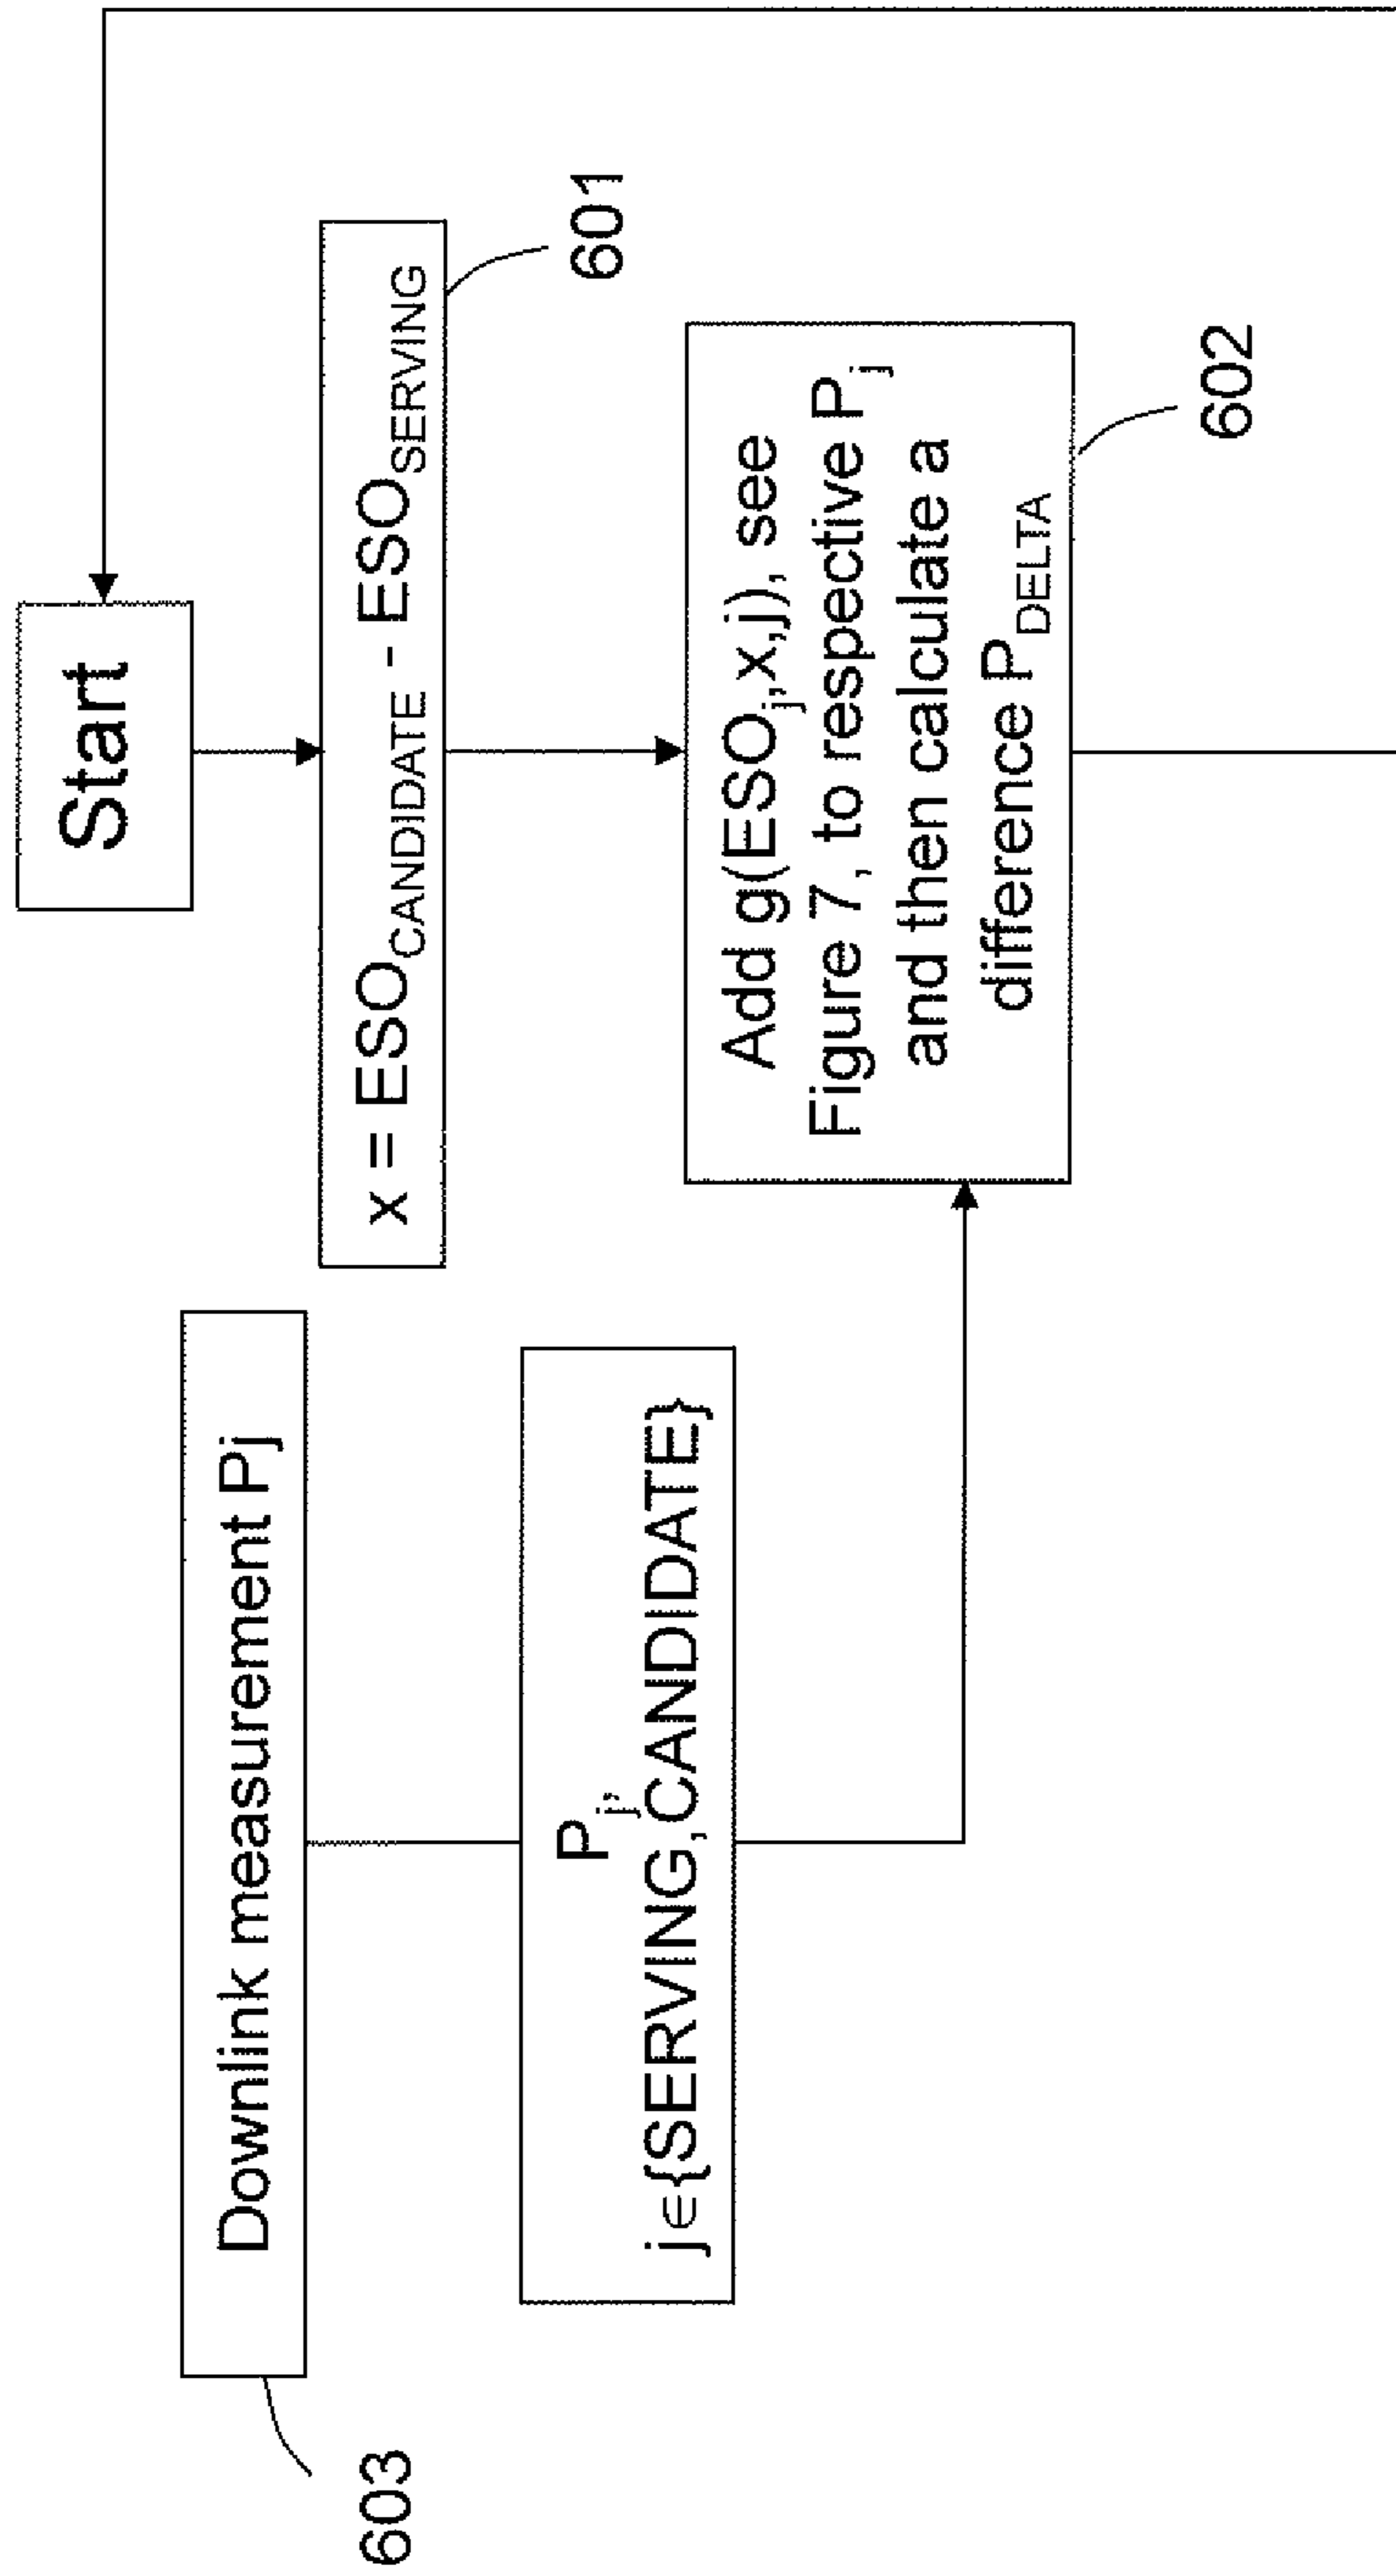 Start
x = ESO_CANDIDATE - ESO_SERVING
601
Add g(ESO_j,x,j), see
Figure 7, to respective P_j
and then calculate a
difference P_DELTA
602
Downlink measurement Pj
603
P_j,
j∈{SERVING,CANDIDATE}